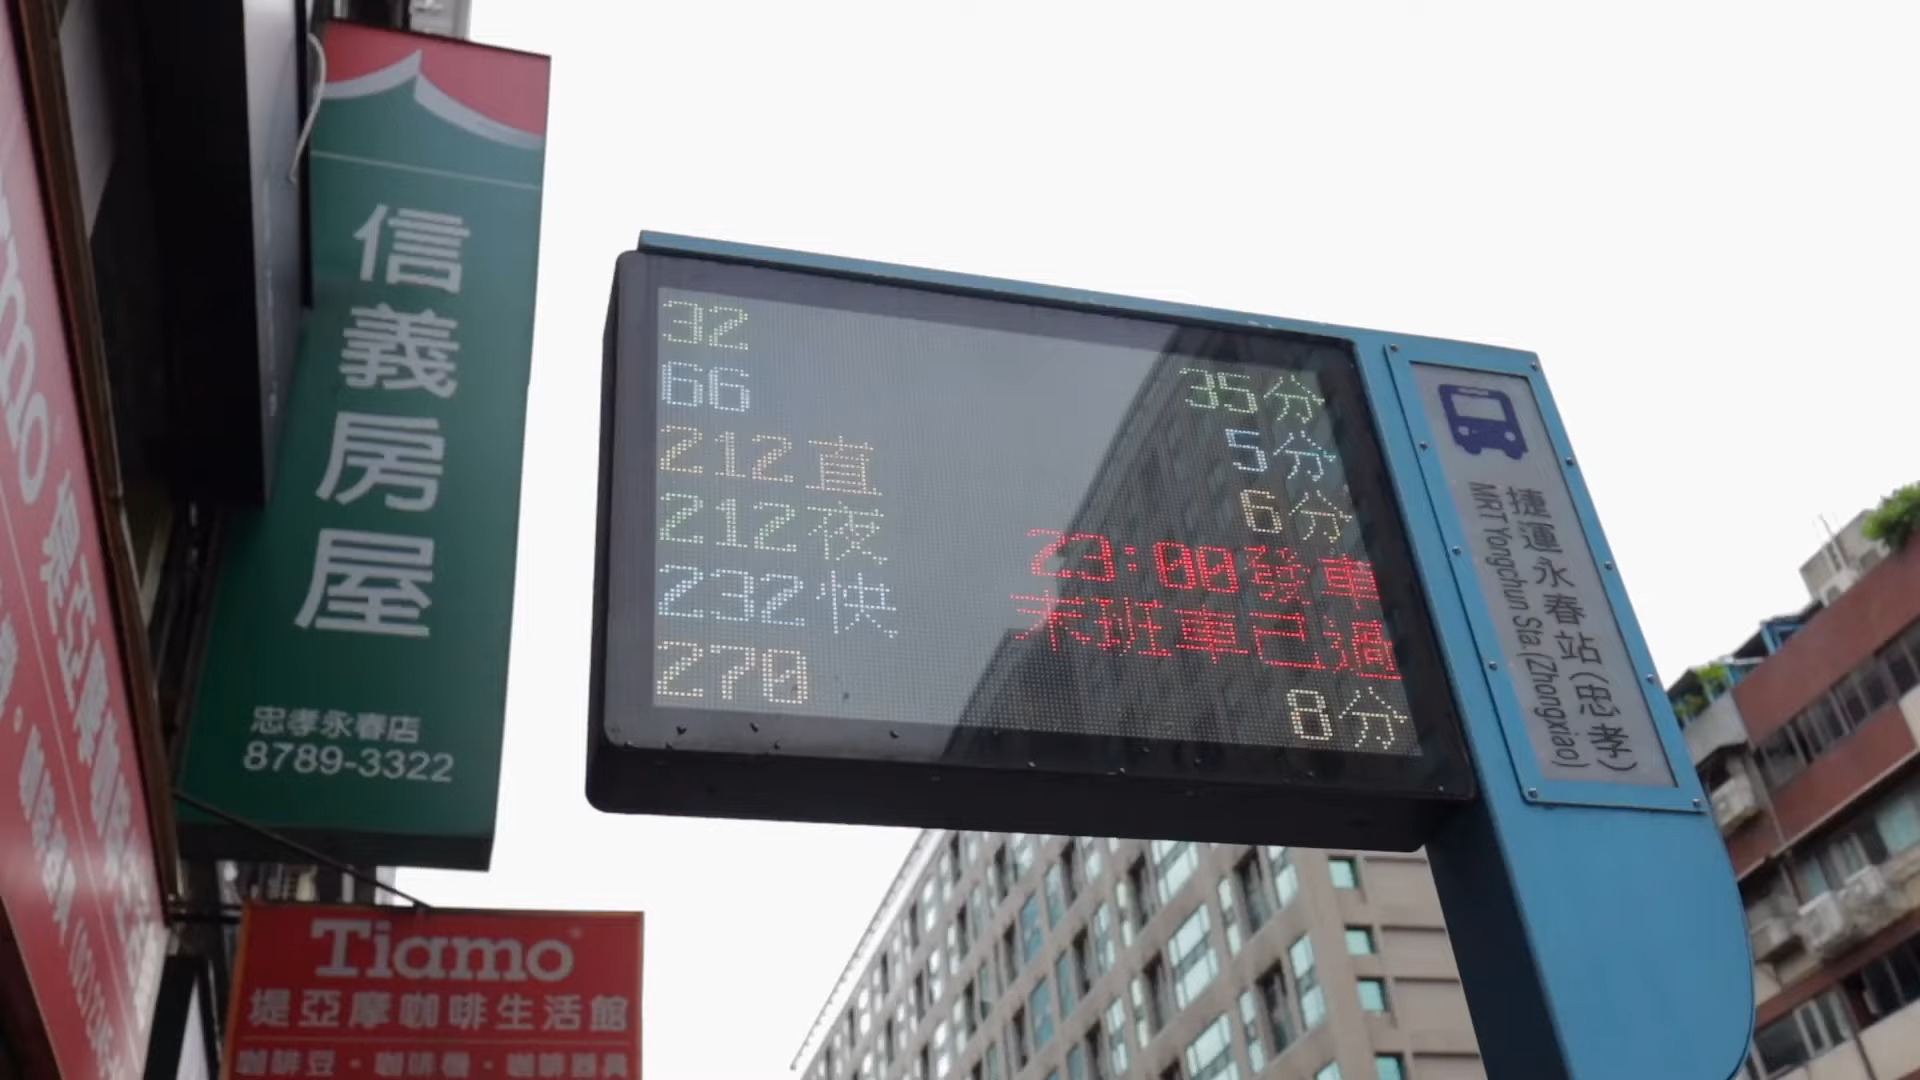 信義房屋
忠孝永春店
8789-3322
Tiamo
堤亞摩咖啡生活館
咖啡豆・咖啡機・咖啡器具
32 35分
66 5分
212直 6分
212夜 23:00發車
232快 末班車已過
270 8分
捷運永春站(忠孝)
MRT Yongchun Sta. (Zhongxiao)